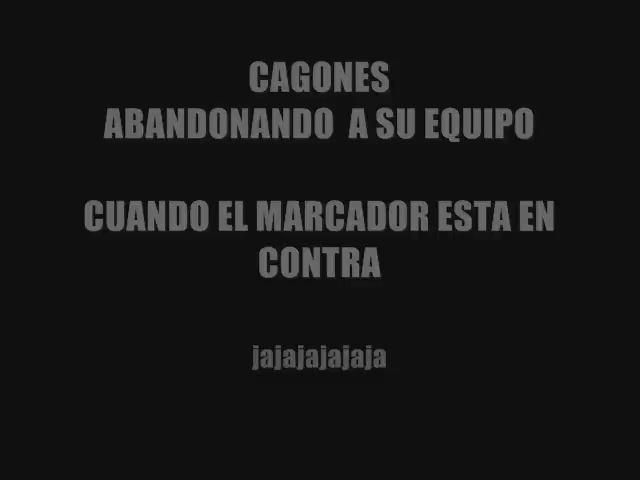 CAGONES
ABANDONANDO A SU EQUIPO
CUANDO EL MARCADOR ESTA EN
CONTRA
jajajajajaja